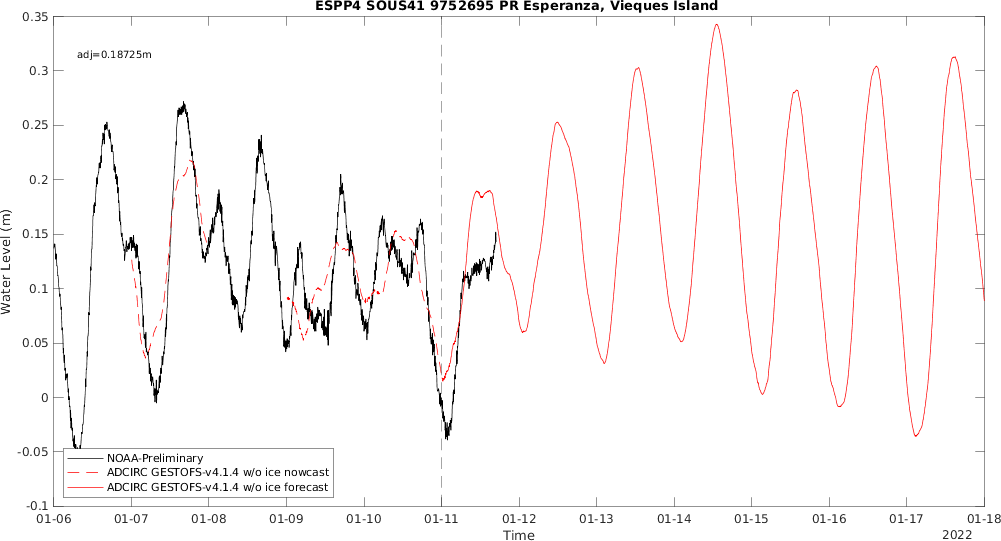 ESPP4 SOUS41 9752695 PR Esperanza, Vieques Island
adj=0.18725m
Water Level (m)
0.35
0.3
0.25
0.2
0.15
0.1
0.05
0
-0.05
-0.1
NOAA-Preliminary
ADCIRC GESTOFS-v4.1.4 w/o ice nowcast
ADCIRC GESTOFS-v4.1.4 w/o ice forecast
01-06 01-07 01-08 01-09 01-10 01-11 01-12 01-13 01-14 01-15 01-16 01-17 01-18
Time
2022